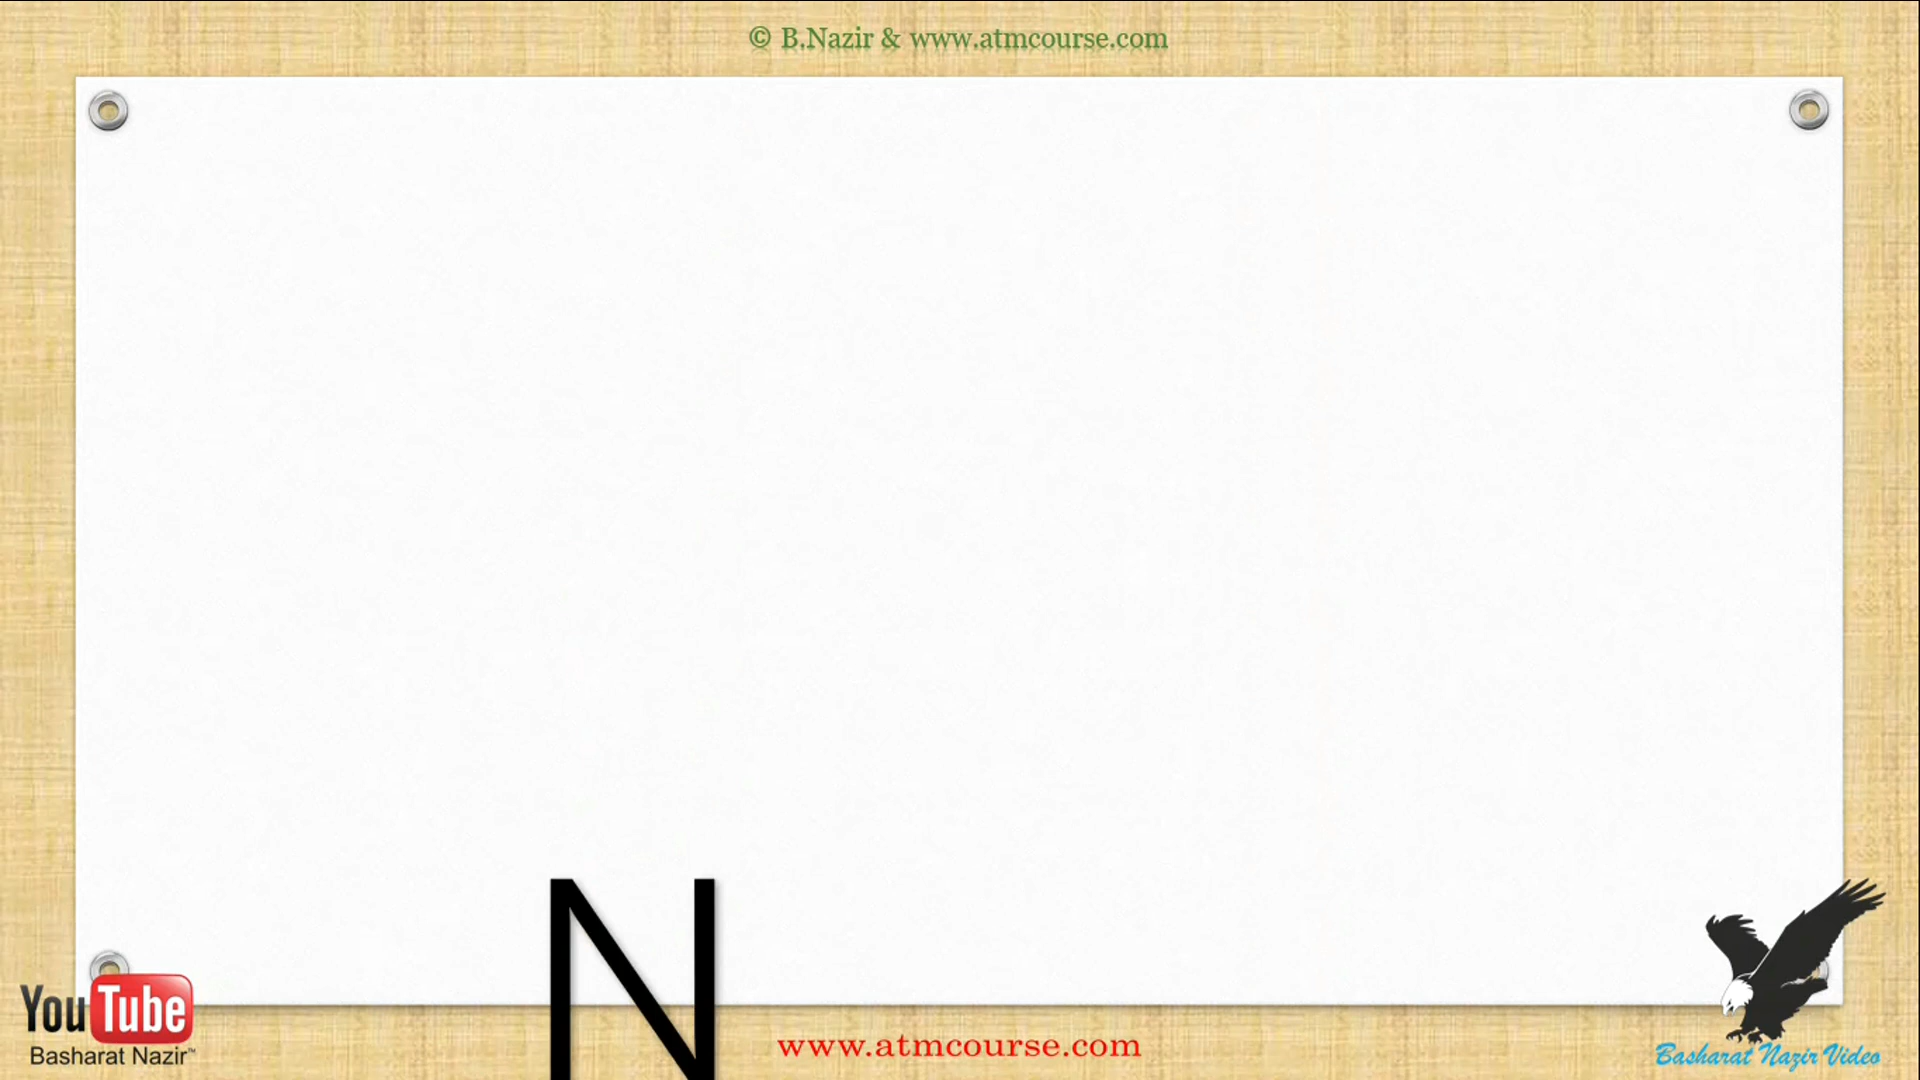 © B.Nazir & www.atmcourse.com
N
YouTube
Basharat Nazir™
www.atmcourse.com
Basharat Nazir Video